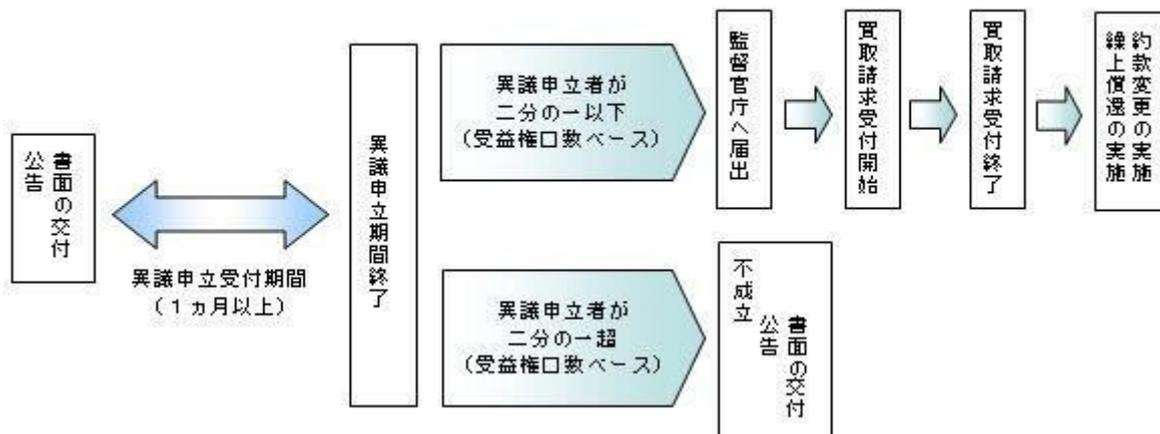 書面の交付
公告
異議申立受付期間
(1ヵ月以上)
異議申立期間終了
異議申立者が
二分の一以下
(受益権口数ベース)
監督官庁へ届出
買取請求受付開始
買取請求受付終了
約款変更の実施
繰上償還の実施
異議申立者が
二分の一超
(受益権口数ベース)
不成立
書面の交付
公告